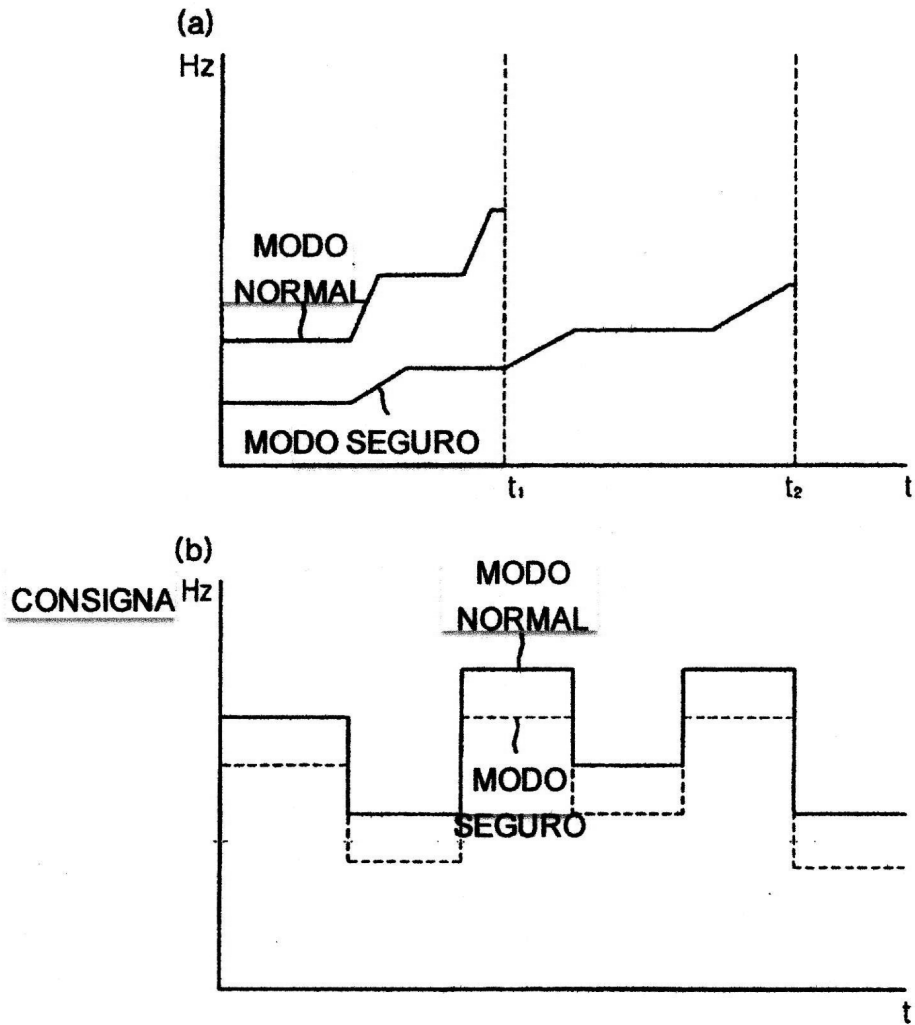 (a)
Hz
MODO
NORMAL
MODO SEGURO
t₁
t₂
t
(b)
Hz
CONSIGNA
MODO
NORMAL
MODO
SEGURO
t